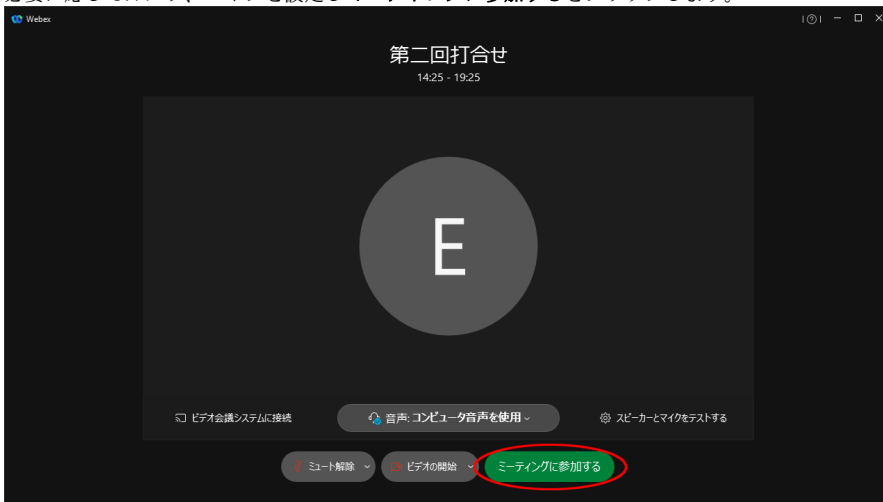 Webex
第二回打合せ
14:25 - 19:25
E
ビデオ会議システムに接続
音声: コンピュータ音声を使用
スピーカーとマイクをテストする
ミュート解除
ビデオの開始
ミーティングに参加する